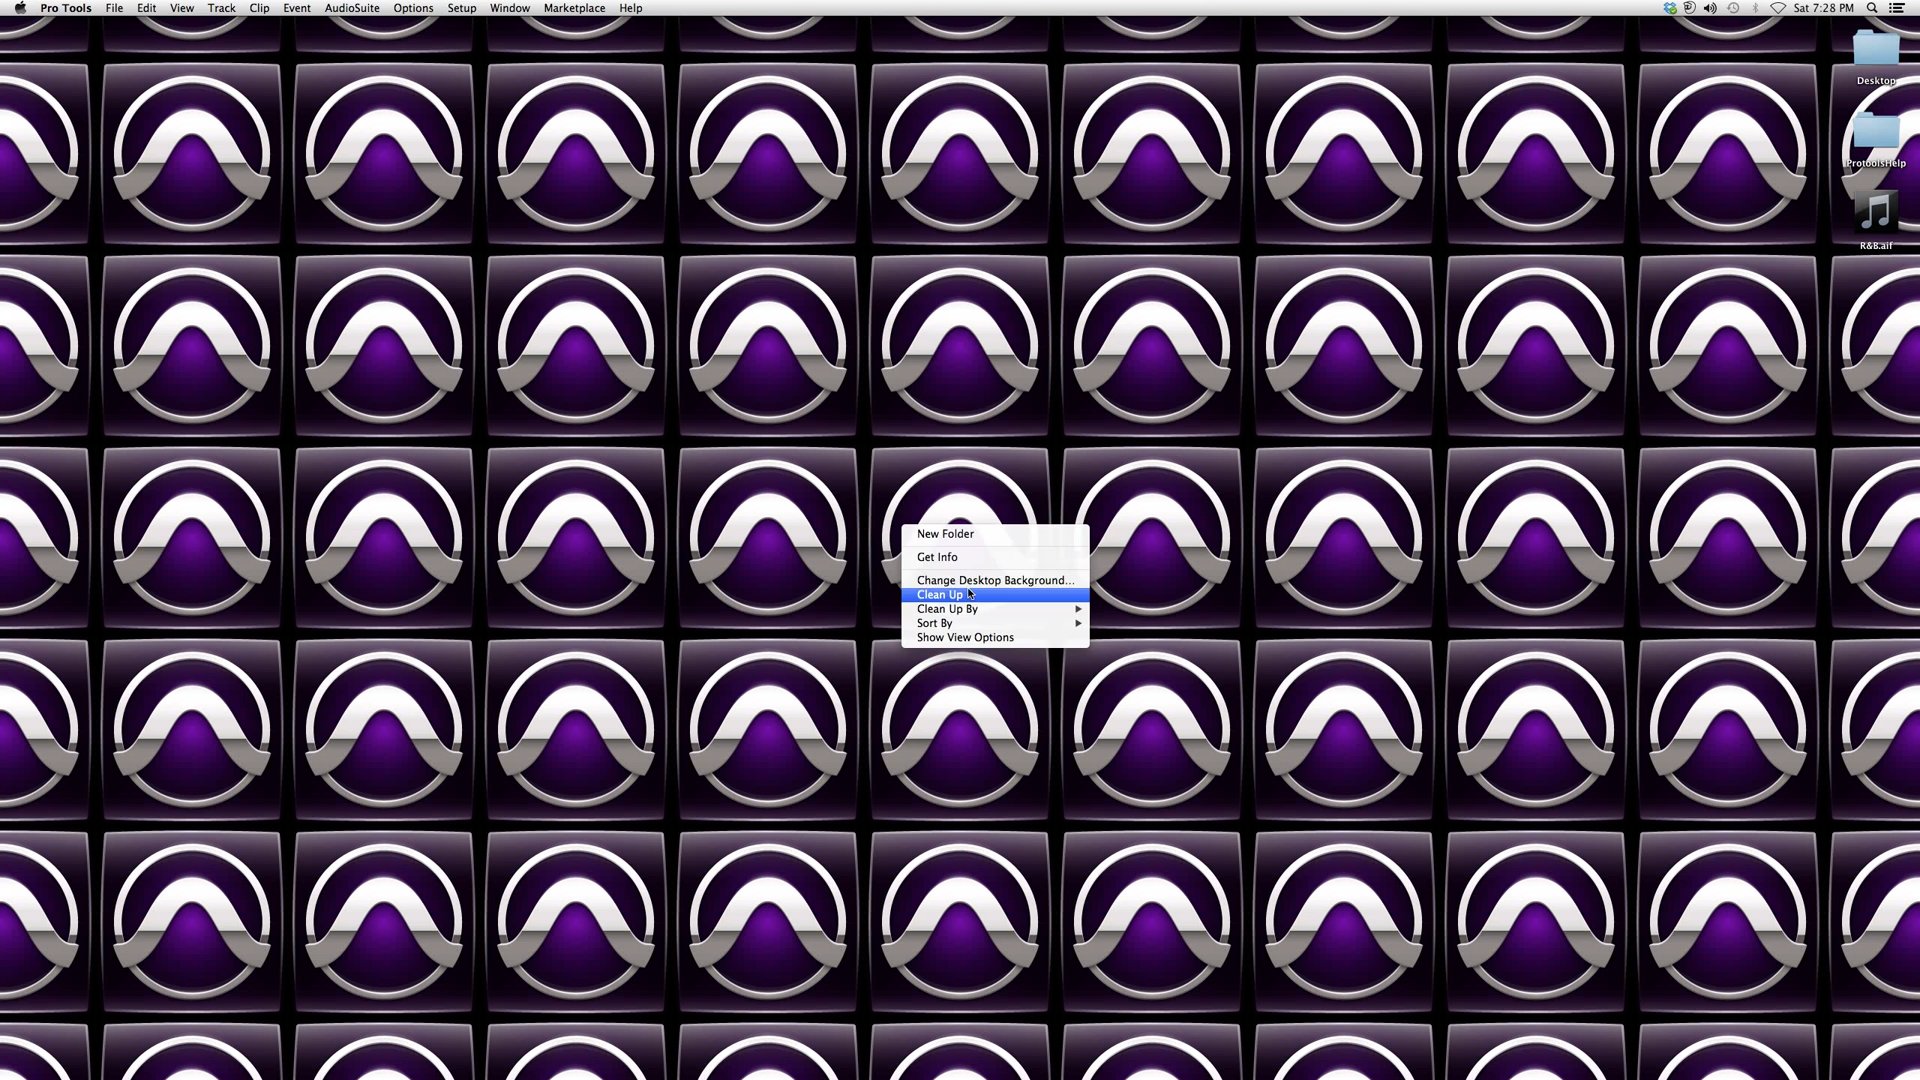 Pro Tools File Edit View Track Clip Event AudioSuite Options Setup Window Marketplace Help Sat 7:28 PM
Desktop
ProtoolsHelp
R&B.aif
New Folder
Get Info
Change Desktop Background...
Clean Up
Clean Up By
Sort By
Show View Options